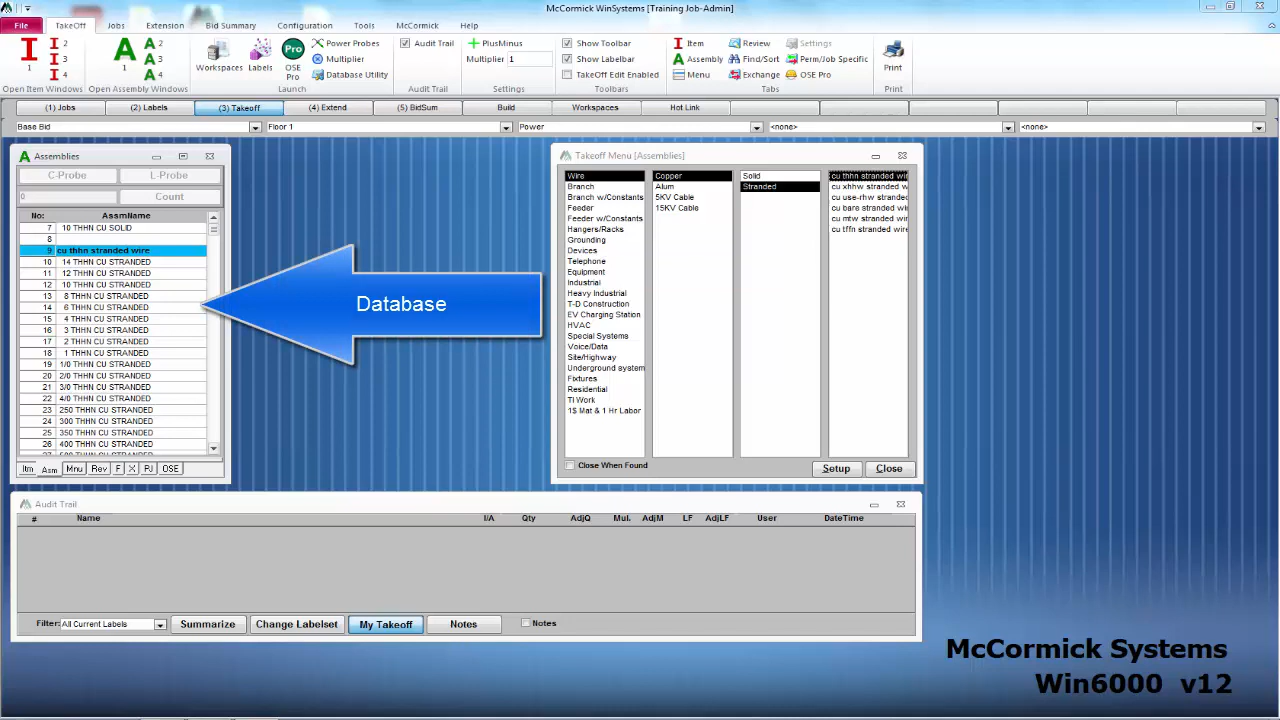 McCormick WinSystems [Training Job-Admin]
File TakeOff Jobs Extension Bid Summary Configuration Tools McCormick Help
I 1 I 2 I 3 I 4
Open Item Windows
A 1 A 2 A 3 A 4
Open Assembly Windows
Workspaces Labels Pro OSE Pro
Power Probes
Multiplier
Database Utility
Launch
Audit Trail
Audit Trail
PlusMinus
Multiplier 1
Settings
Show Toolbar
Show Labelbar
TakeOff Edit Enabled
Toolbars
Item Review Settings
Assembly Find/Sort Perm/Job Specific
Menu Exchange OSE Pro
Tabs
Print
Print
(1) Jobs (2) Labels (3) Takeoff (4) Extend (5) BidSum Build Workspaces Hot Link
Base Bid Floor 1 Power <none> <none>
A Assemblies
C-Probe L-Probe
0 Count
No: AssmName
7 10 THHN CU SOLID
8
9 cu thhn stranded wire
10 14 THHN CU STRANDED
11 12 THHN CU STRANDED
12 10 THHN CU STRANDED
13 8 THHN CU STRANDED
14 6 THHN CU STRANDED
15 4 THHN CU STRANDED
16 3 THHN CU STRANDED
17 2 THHN CU STRANDED
18 1 THHN CU STRANDED
19 1/0 THHN CU STRANDED
20 2/0 THHN CU STRANDED
21 3/0 THHN CU STRANDED
22 4/0 THHN CU STRANDED
23 250 THHN CU STRANDED
24 300 THHN CU STRANDED
25 350 THHN CU STRANDED
26 400 THHN CU STRANDED
Itm Asm Mnu Rev F X PJ OSE
Database
Takeoff Menu [Assemblies]
Wire
Branch
Branch w/Constants
Feeder
Feeder w/Constants
Hangers/Racks
Grounding
Devices
Telephone
Equipment
Industrial
Heavy Industrial
T-D Construction
EV Charging Station
HVAC
Special Systems
Voice/Data
Site/Highway
Underground system
Fixtures
Residential
TI Work
1$ Mat & 1 Hr Labor
Copper
Alum
5KV Cable
15KV Cable
Solid
Stranded
cu thhn stranded wir
cu xhhw stranded w
cu use-rhw stranded
cu bare stranded wir
cu mtw stranded wir
cu tffn stranded wir
Close When Found Setup Close
Audit Trail
# Name I/A Qty AdjQ Mul. AdjM LF AdjLF User DateTime
Filter: All Current Labels Summarize Change Labelset My Takeoff Notes Notes
McCormick Systems
Win6000 v12